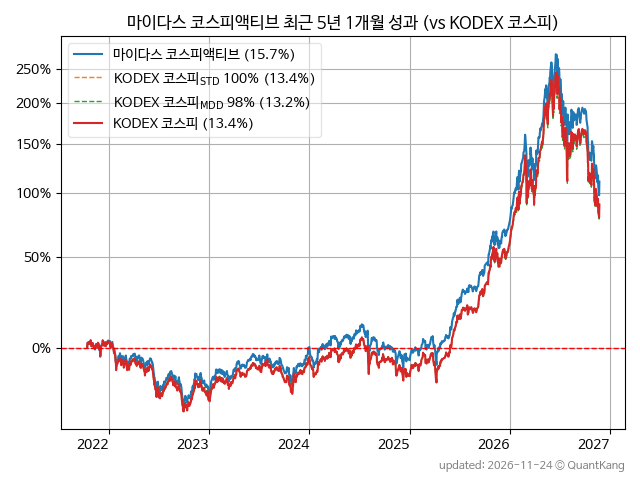 마이다스 코스피액티브 최근 5년 1개월 성과 (vs KODEX 코스피)
마이다스 코스피액티브 (15.7%)
KODEX 코스피STD 100% (13.4%)
KODEX 코스피MDD 98% (13.2%)
KODEX 코스피 (13.4%)
250%
200%
150%
100%
50%
0%
2022 2023 2024 2025 2026 2027
updated: 2026-11-24 © QuantKang